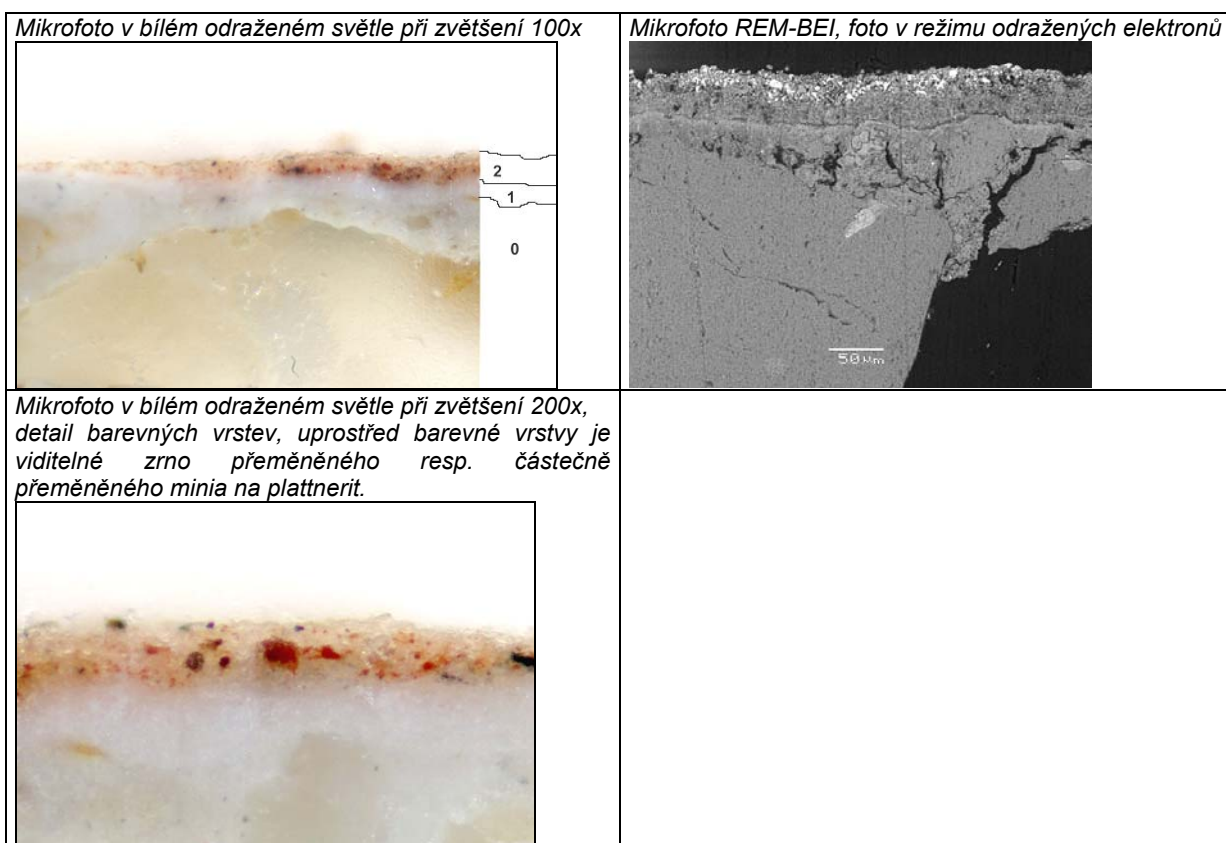 Mikrofoto v bílém odraženém světle při zvětšení 100x
Mikrofoto REM-BEI, foto v režimu odražených elektronů
2
1
0
50 µm
Mikrofoto v bílém odraženém světle při zvětšení 200x,
detail barevných vrstev, uprostřed barevné vrstvy je
viditelné zrno přeměněného resp. částečně
přeměněného minia na plattnerit.